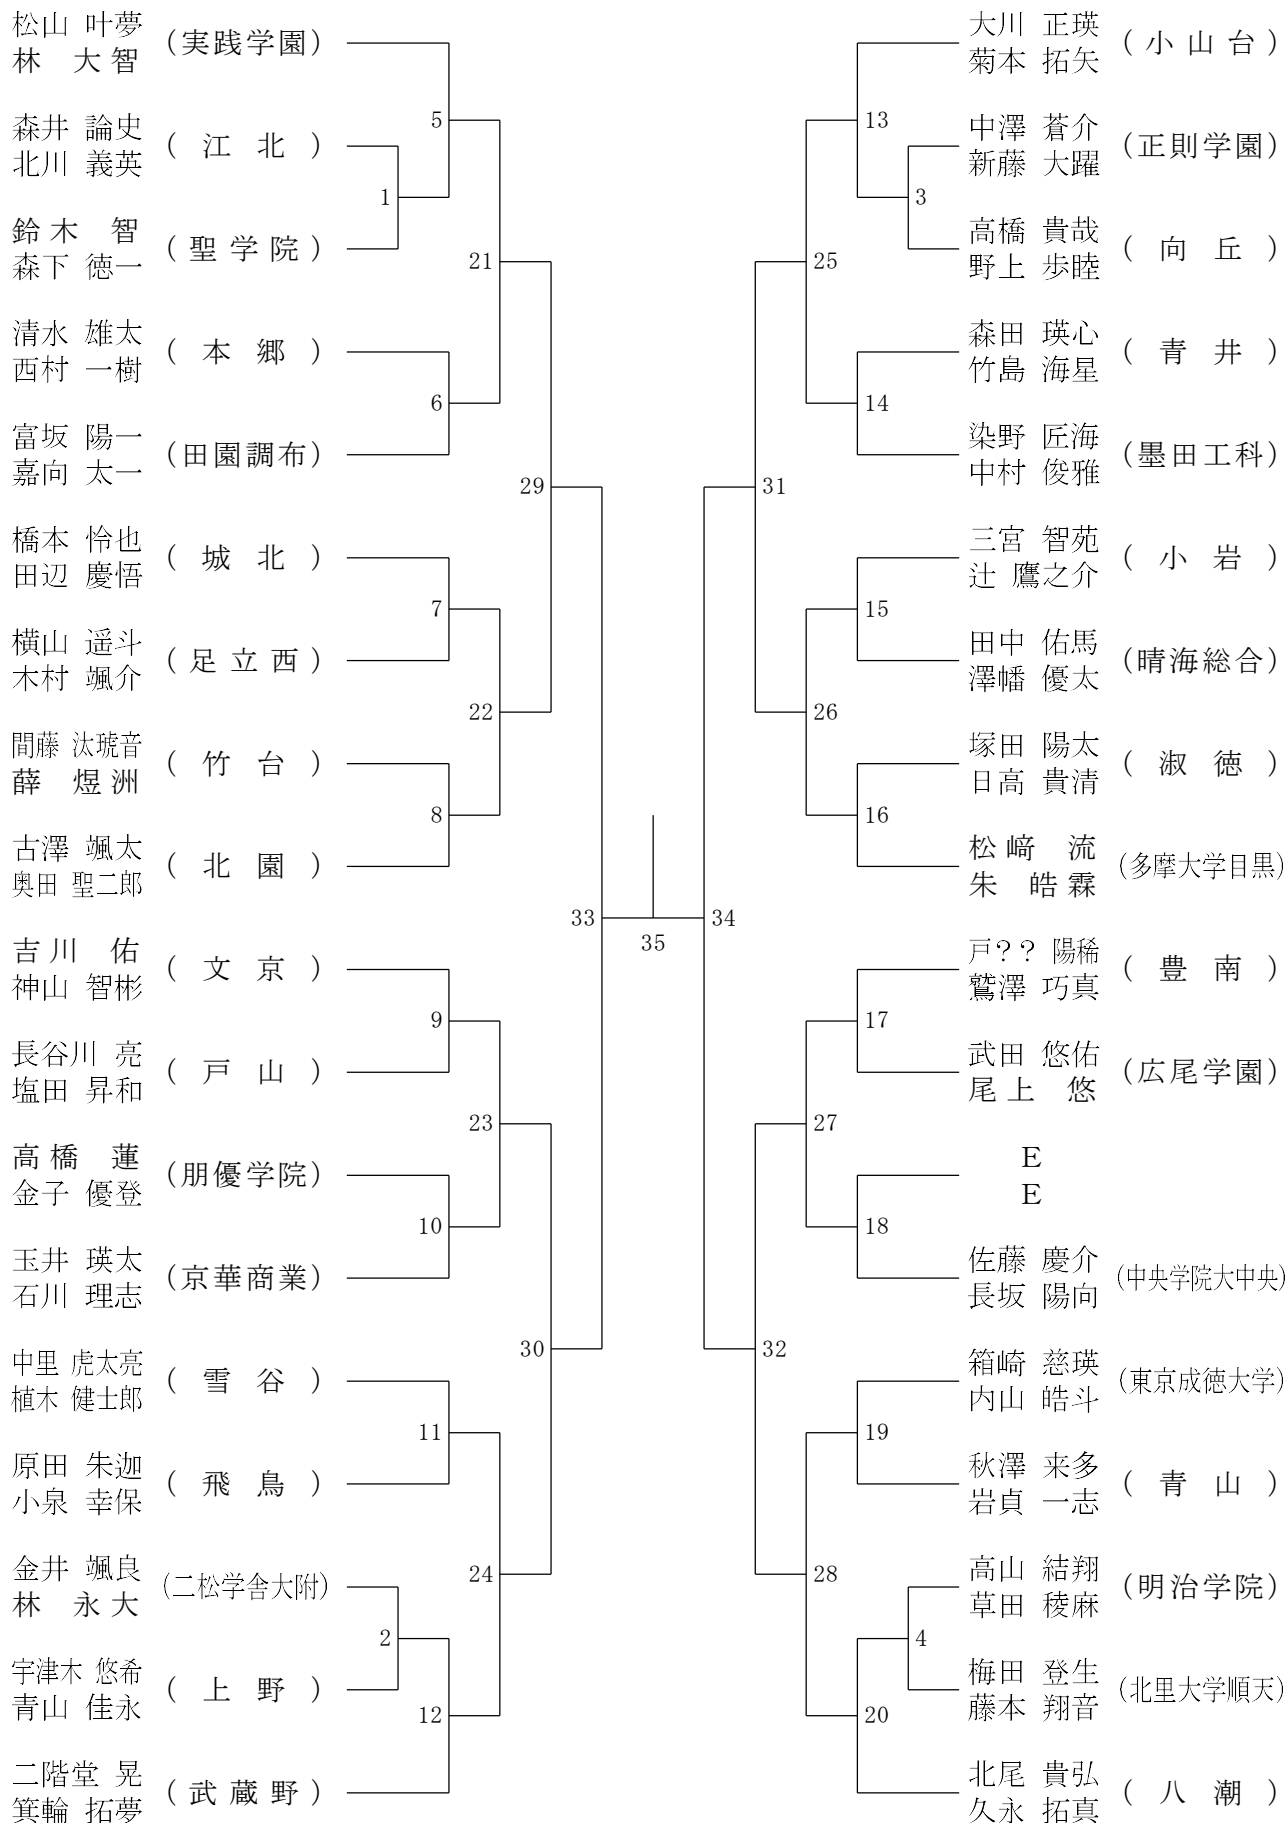 松山 叶夢
林 大智
(実践学園)
森井 論史
北川 義英
(江北)
鈴木 智
森下 徳一
(聖学院)
清水 雄太
西村 一樹
(本郷)
富坂 陽一
嘉向 太一
(田園調布)
橋本 怜也
田辺 慶悟
(城北)
横山 遥斗
木村 颯介
(足立西)
間藤 汰琥音
薛 煜洲
(竹台)
古澤 颯太
奥田 聖二郎
(北園)
吉川 佑
神山 智彬
(文京)
長谷川 亮
塩田 昇和
(戸山)
高橋 蓮
金子 優登
(朋優学院)
玉井 瑛太
石川 理志
(京華商業)
中里 虎太亮
植木 健士郎
(雪谷)
原田 朱迦
小泉 幸保
(飛鳥)
金井 颯良
林 永大
(二松学舎大附)
宇津木 悠希
青山 佳永
(上野)
二階堂 晃
箕輪 拓夢
(武蔵野)
1
2
5
6
7
8
9
10
11
12
21
22
23
24
29
30
33
35
34
31
32
25
26
27
28
13
14
15
16
17
18
19
20
3
4
大川 正瑛
菊本 拓矢
(小山台)
中澤 蒼介
新藤 大躍
(正則学園)
高橋 貴哉
野上 歩睦
(向丘)
森田 瑛心
竹島 海星
(青井)
染野 匠海
中村 俊雅
(墨田工科)
三宮 智苑
辻 鷹之介
(小岩)
田中 佑馬
澤幡 優太
(晴海総合)
塚田 陽太
日高 貴清
(淑徳)
松﨑 流
朱 皓霖
(多摩大学目黒)
戸?? 陽稀
鷲澤 巧真
(豊南)
武田 悠佑
尾上 悠
(広尾学園)
E
E
佐藤 慶介
長坂 陽向
(中央学院大中央)
箱崎 慈瑛
内山 皓斗
(東京成徳大学)
秋澤 来多
岩貞 一志
(青山)
高山 結翔
草田 稜麻
(明治学院)
梅田 登生
藤本 翔音
(北里大学順天)
北尾 貴弘
久永 拓真
(八潮)